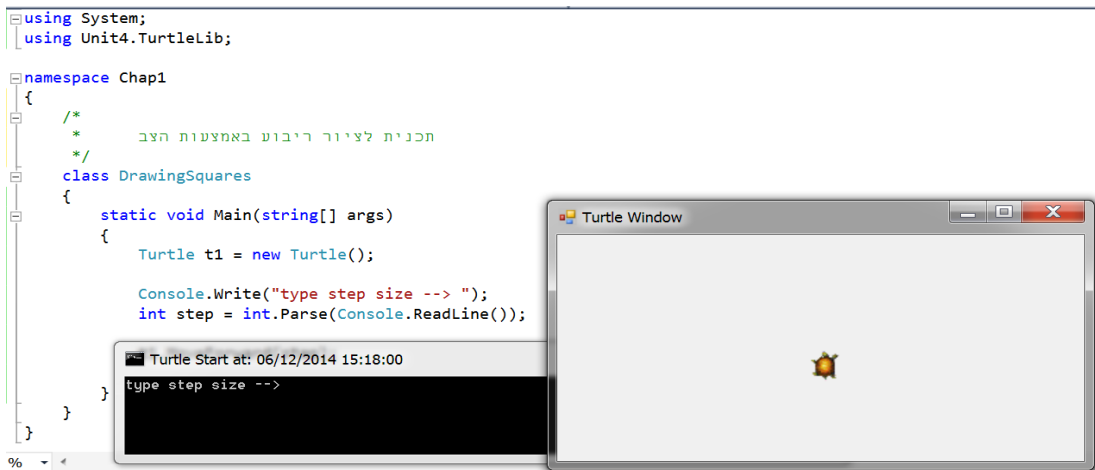 using System;
using Unit4.TurtleLib;
namespace Chap1
{
/*
* תכנית לציור ריבוע באמצעות הצב
*/
class DrawingSquares
{
static void Main(string[] args)
{
Turtle t1 = new Turtle();
Console.Write("type step size --> ");
int step = int.Parse(Console.ReadLine());
}
}
}
Turtle Start at: 06/12/2014 15:18:00
type step size -->
Turtle Window
%